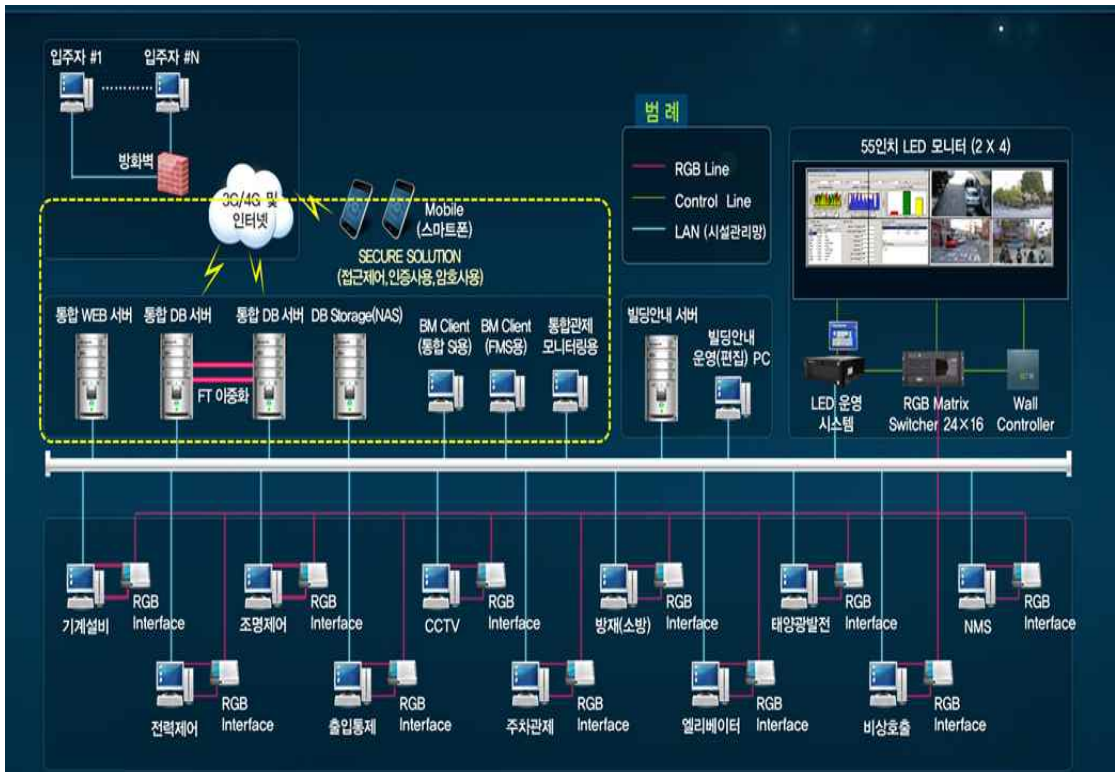 입주자 #1
입주자 #N
방화벽
3G/4G 및
인터넷
Mobile
(스마트폰)
SECURE SOLUTION
(접근제어,인증사용,암호사용)
범 례
RGB Line
Control Line
LAN (시설관리망)
55인치 LED 모니터 (2 X 4)
통합 WEB 서버
통합 DB 서버
통합 DB 서버
DB Storage(NAS)
FT 이중화
BM Client
(통합 SI용)
BM Client
(FMS용)
통합관제
모니터링용
빌딩안내 서버
빌딩안내
운영(편집) PC
LED 운영
시스템
RGB Matrix
Switcher 24×16
Wall
Controller
기계설비
RGB
Interface
조명제어
RGB
Interface
CCTV
RGB
Interface
방재(소방)
RGB
Interface
태양광발전
RGB
Interface
NMS
RGB
Interface
전력제어
RGB
Interface
출입통제
RGB
Interface
주차관제
RGB
Interface
엘리베이터
RGB
Interface
비상호출
RGB
Interface